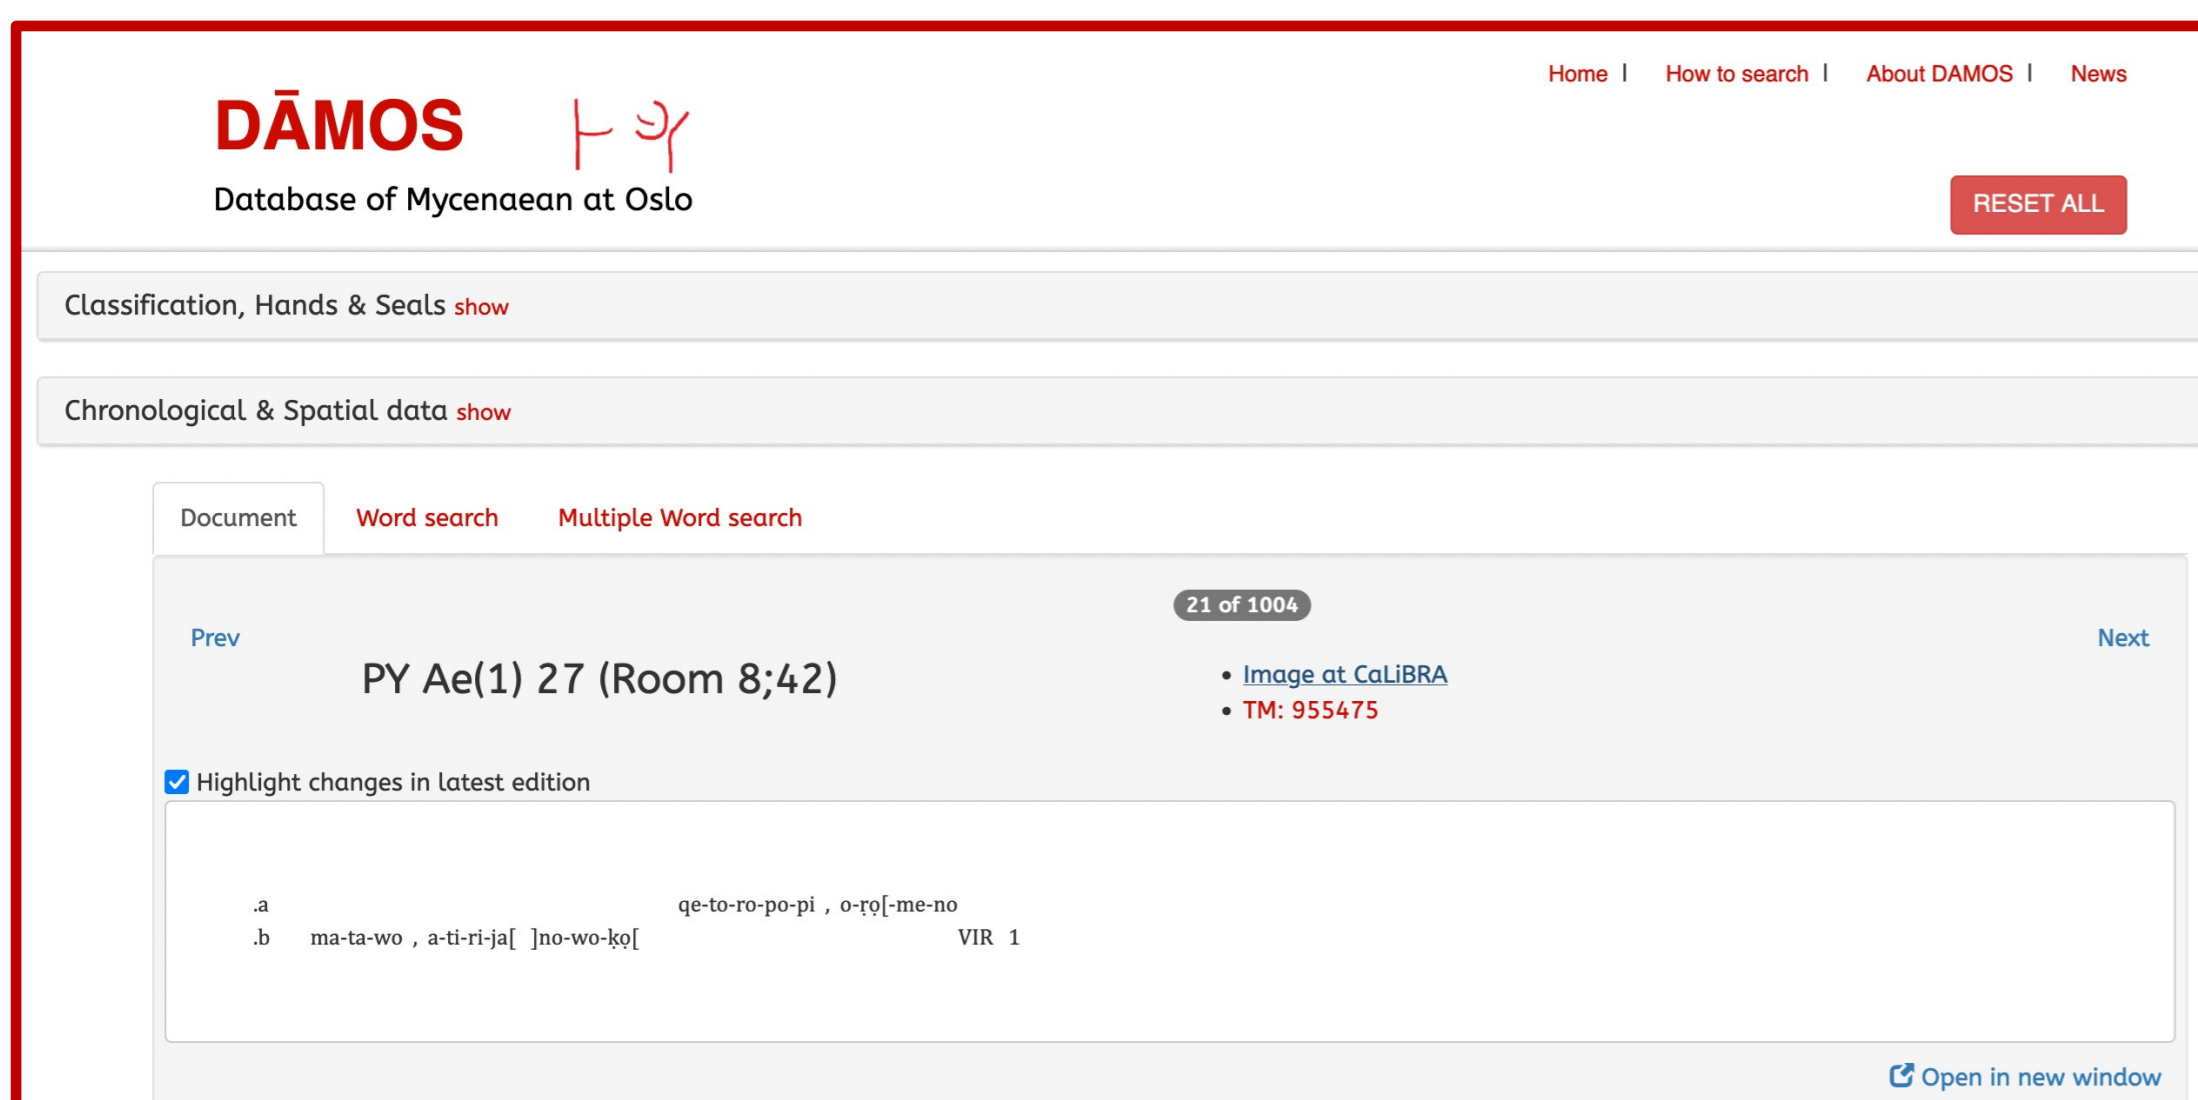 Home | How to search | About DAMOS | News
DĀMOS 𐀅𐀗
Database of Mycenaean at Oslo
RESET ALL
Classification, Hands & Seals show
Chronological & Spatial data show
Document Word search Multiple Word search
21 of 1004
Prev
Next
PY Ae(1) 27 (Room 8;42)
• Image at CaLiBRA
• TM: 955475
Highlight changes in latest edition
.a qe-to-ro-po-pi , o-ṛọ[-me-no
.b ma-ta-wo , a-ti-ri-ja[ ]no-wo-ḳọ[ VIR 1
Open in new window